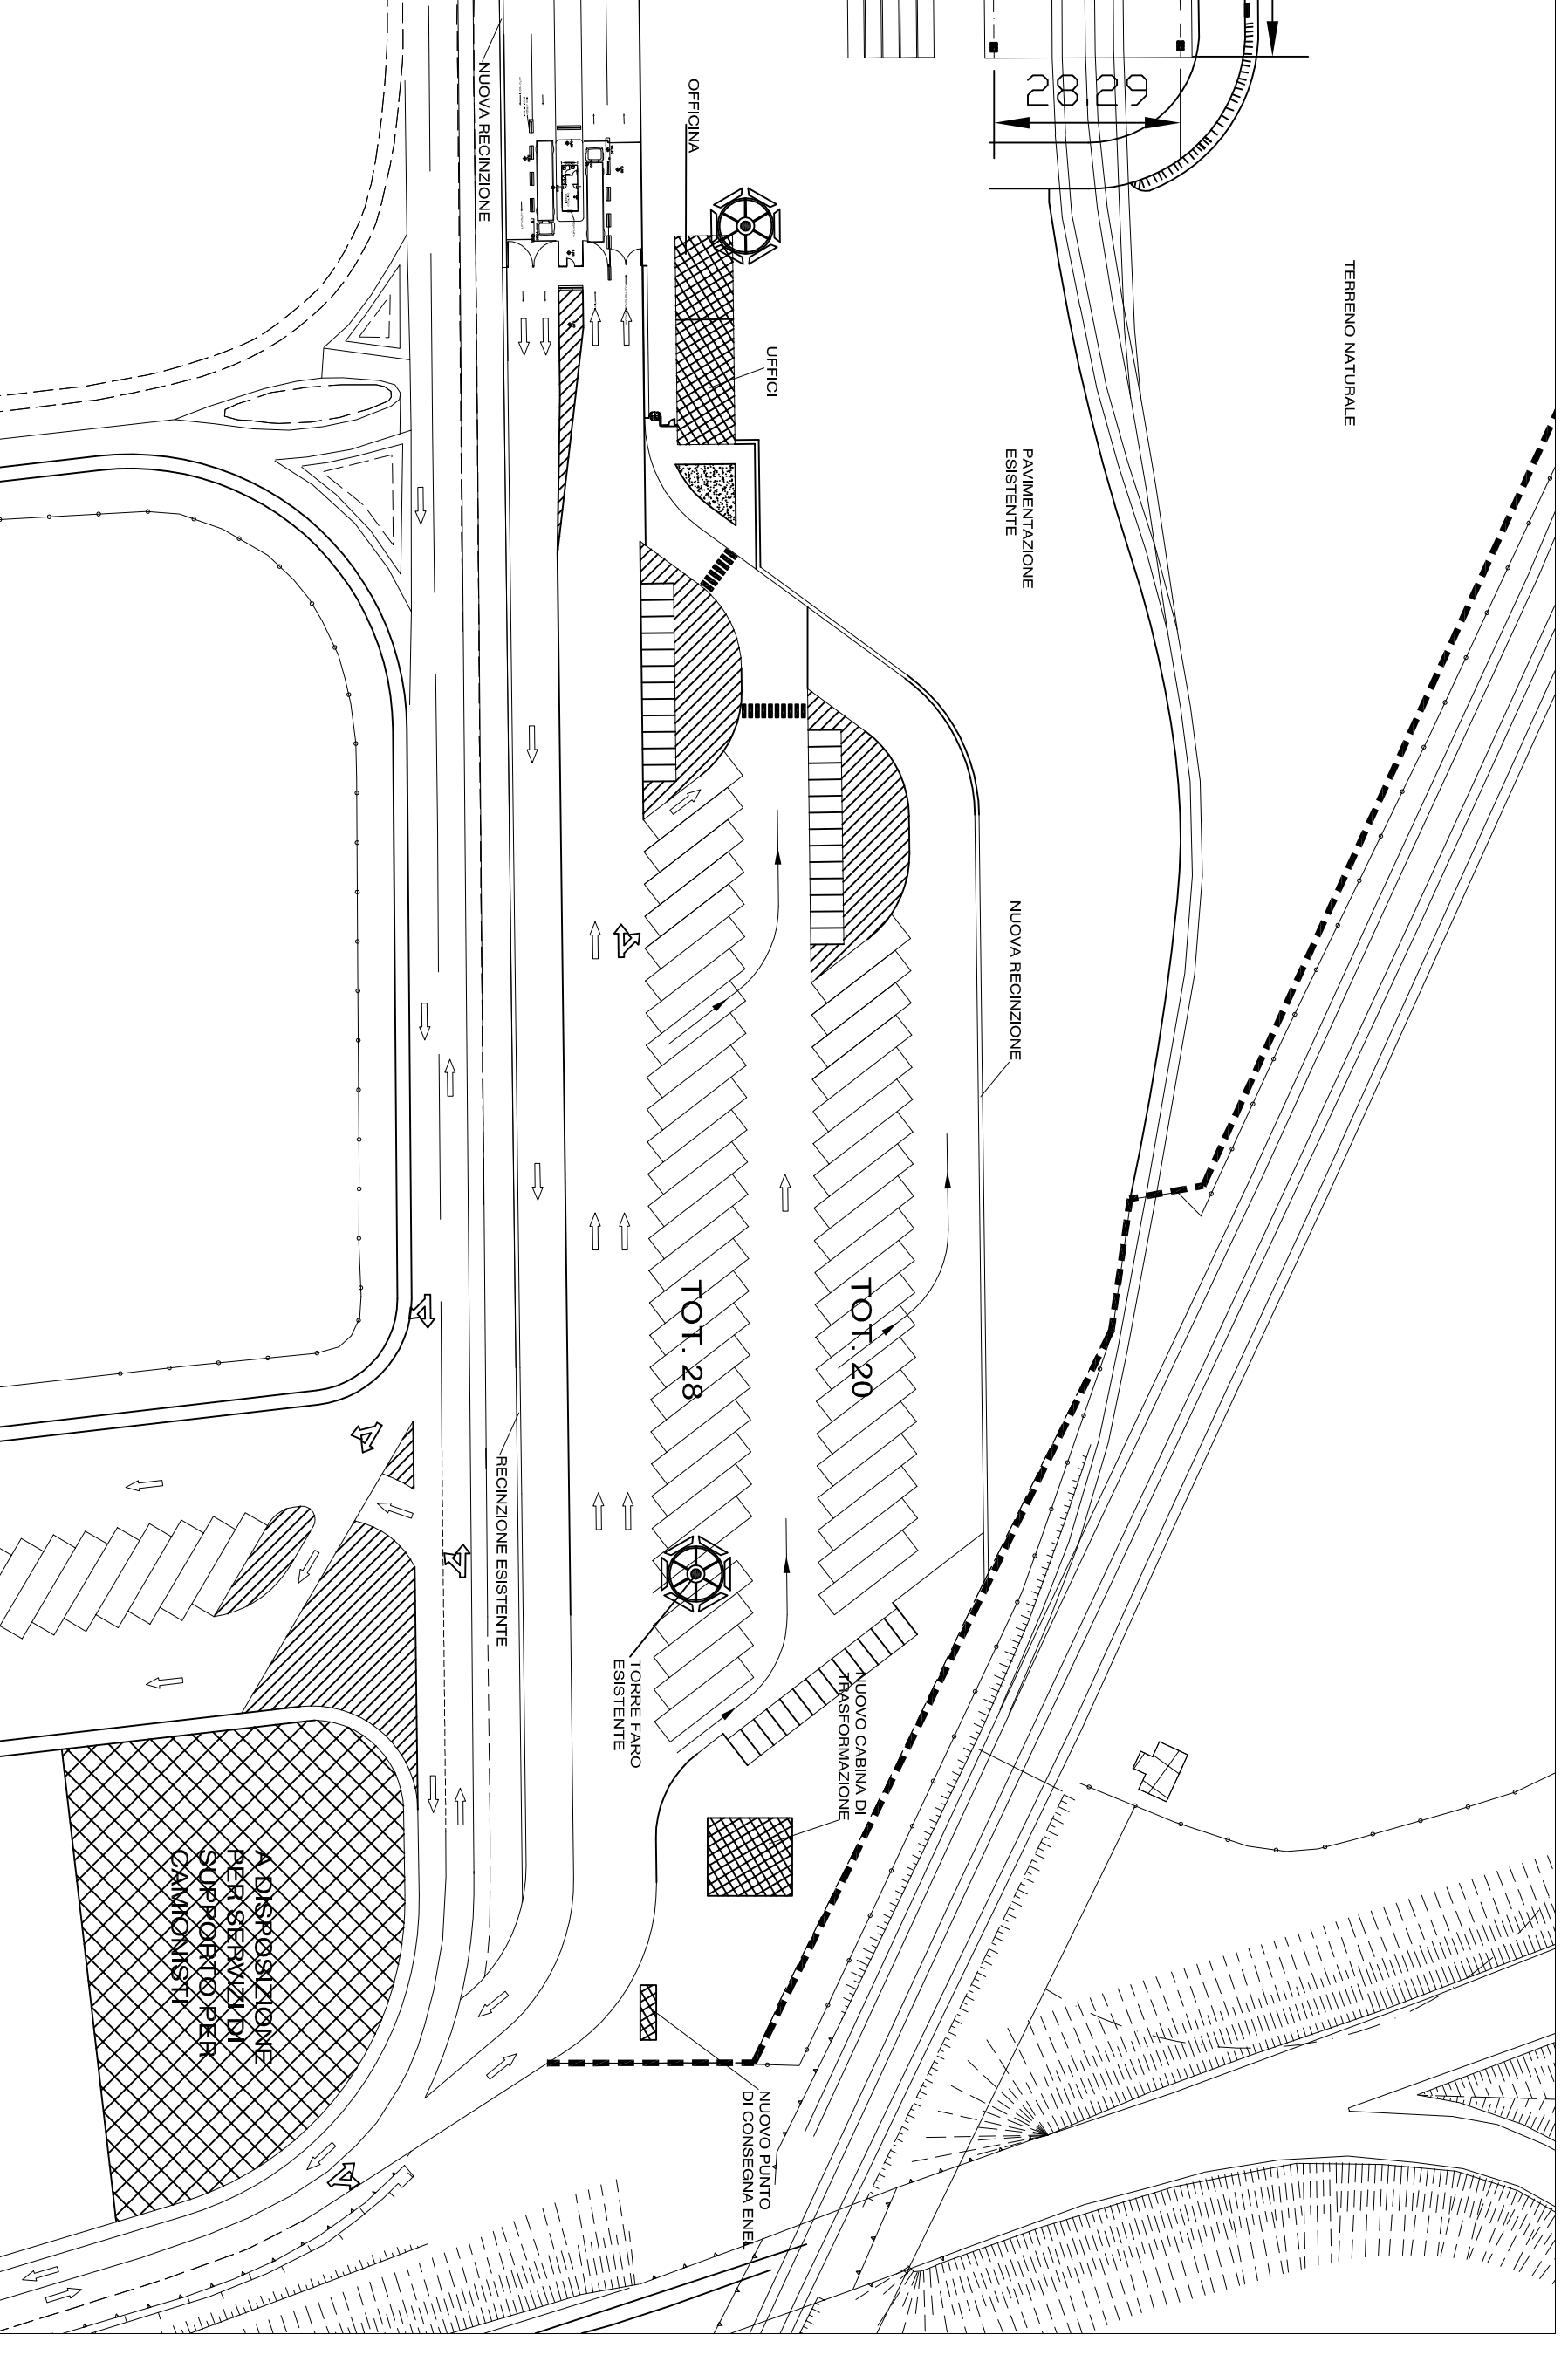 28.29
NUOVA RECINZIONE
OFFICINA
UFFICI
TERRENO NATURALE
PAVIMENTAZIONE
ESISTENTE
NUOVA RECINZIONE
TOT. 28
TOT. 20
RECINZIONE ESISTENTE
TORRE FARO
ESISTENTE
NUOVO CABINA DI
TRASFORMAZIONE
A DISPOSIZIONE
PER SERVIZI DI
SUPPORTO PER
CAMIONISTI
NUOVO PUNTO
DI CONSEGNA ENEL